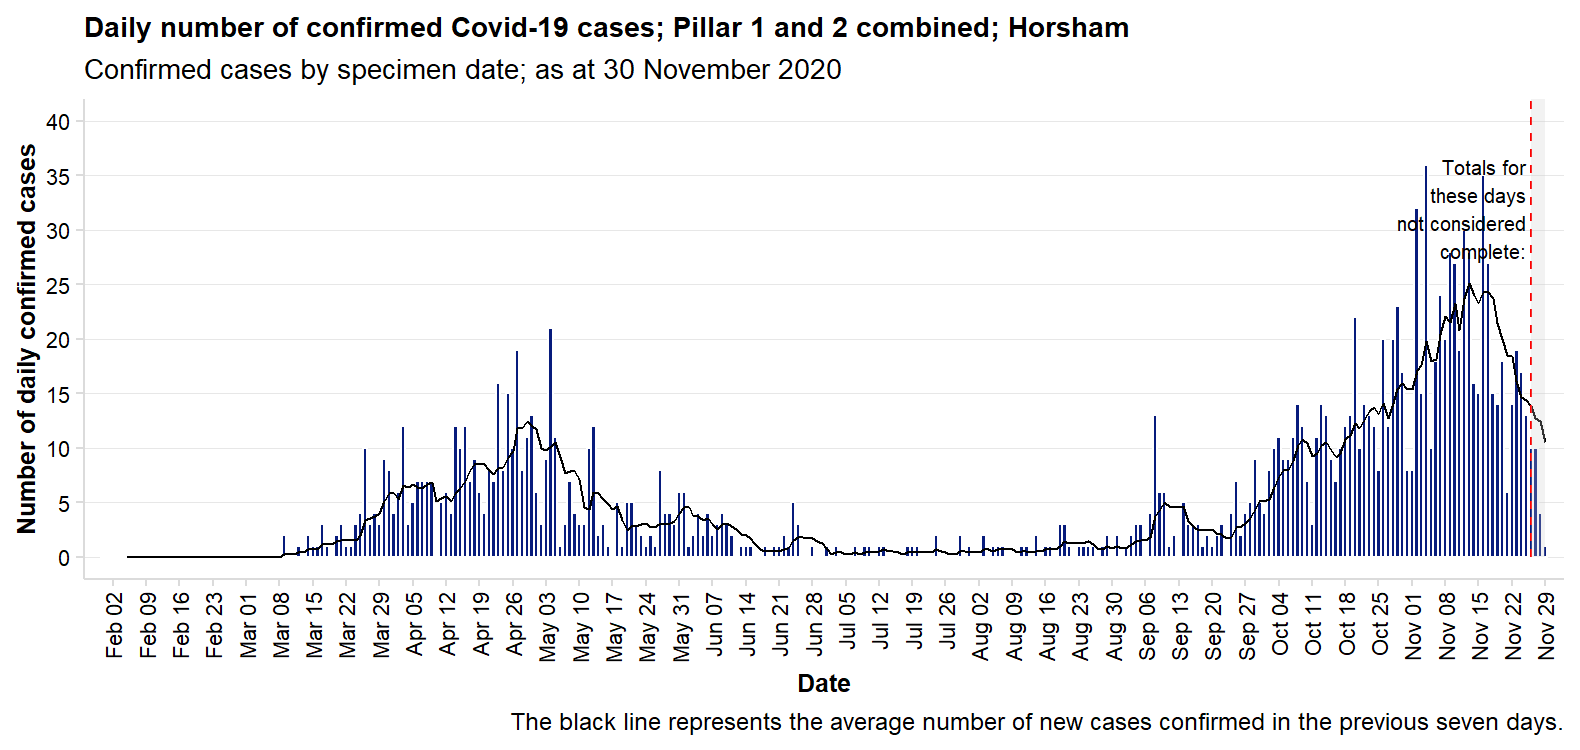 Daily number of confirmed Covid-19 cases; Pillar 1 and 2 combined; Horsham
Confirmed cases by specimen date; as at 30 November 2020
Number of daily confirmed cases
40
35
30
25
20
15
10
5
0
Totals for
these days
not considered
complete:
Feb 02
Feb 09
Feb 16
Feb 23
Mar 01
Mar 08
Mar 15
Mar 22
Mar 29
Apr 05
Apr 12
Apr 19
Apr 26
May 03
May 10
May 17
May 24
May 31
Jun 07
Jun 14
Jun 21
Jun 28
Jul 05
Jul 12
Jul 19
Jul 26
Aug 02
Aug 09
Aug 16
Aug 23
Aug 30
Sep 06
Sep 13
Sep 20
Sep 27
Oct 04
Oct 11
Oct 18
Oct 25
Nov 01
Nov 08
Nov 15
Nov 22
Nov 29
Date
The black line represents the average number of new cases confirmed in the previous seven days.